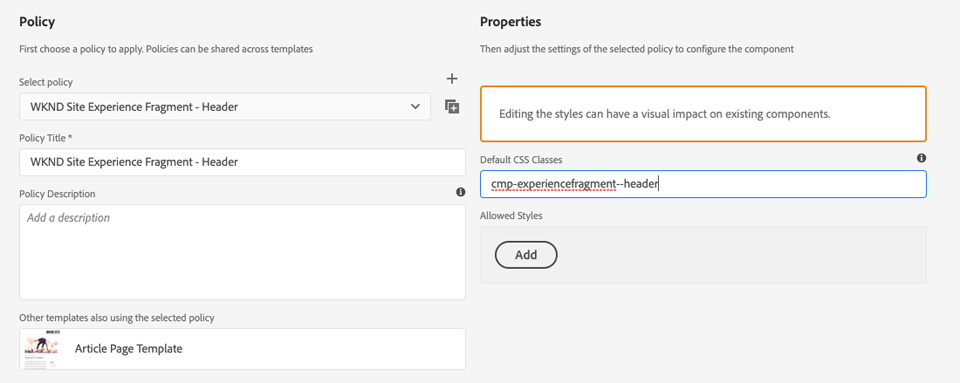 Policy
First choose a policy to apply. Policies can be shared across templates
Select policy
WKND Site Experience Fragment - Header
Policy Title *
WKND Site Experience Fragment - Header
Policy Description
Add a description
Other templates also using the selected policy
Article Page Template
Properties
Then adjust the settings of the selected policy to configure the component
Editing the styles can have a visual impact on existing components.
Default CSS Classes
cmp-experiencefragment--header
Allowed Styles
Add